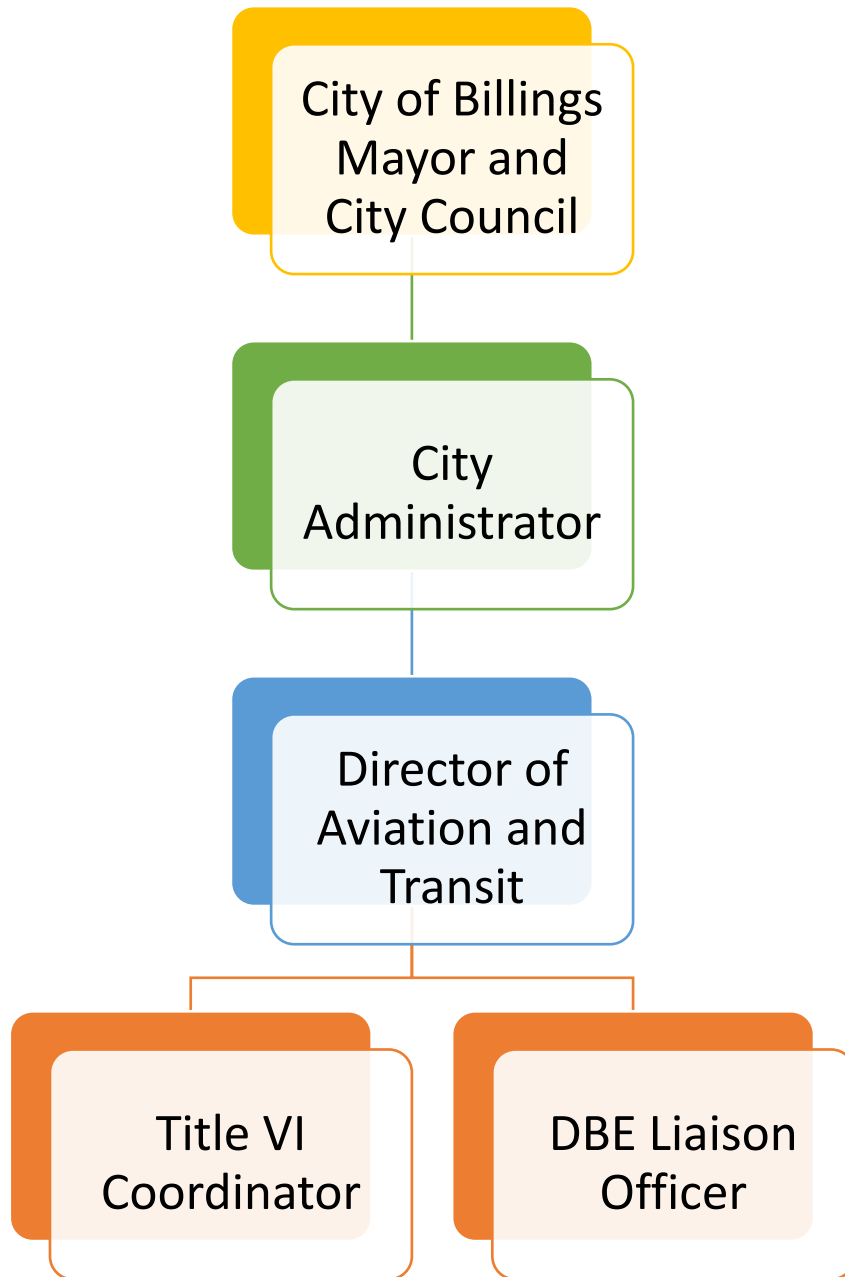 City of Billings
Mayor and
City Council
City
Administrator
Director of
Aviation and
Transit
Title VI
Coordinator
DBE Liaison
Officer